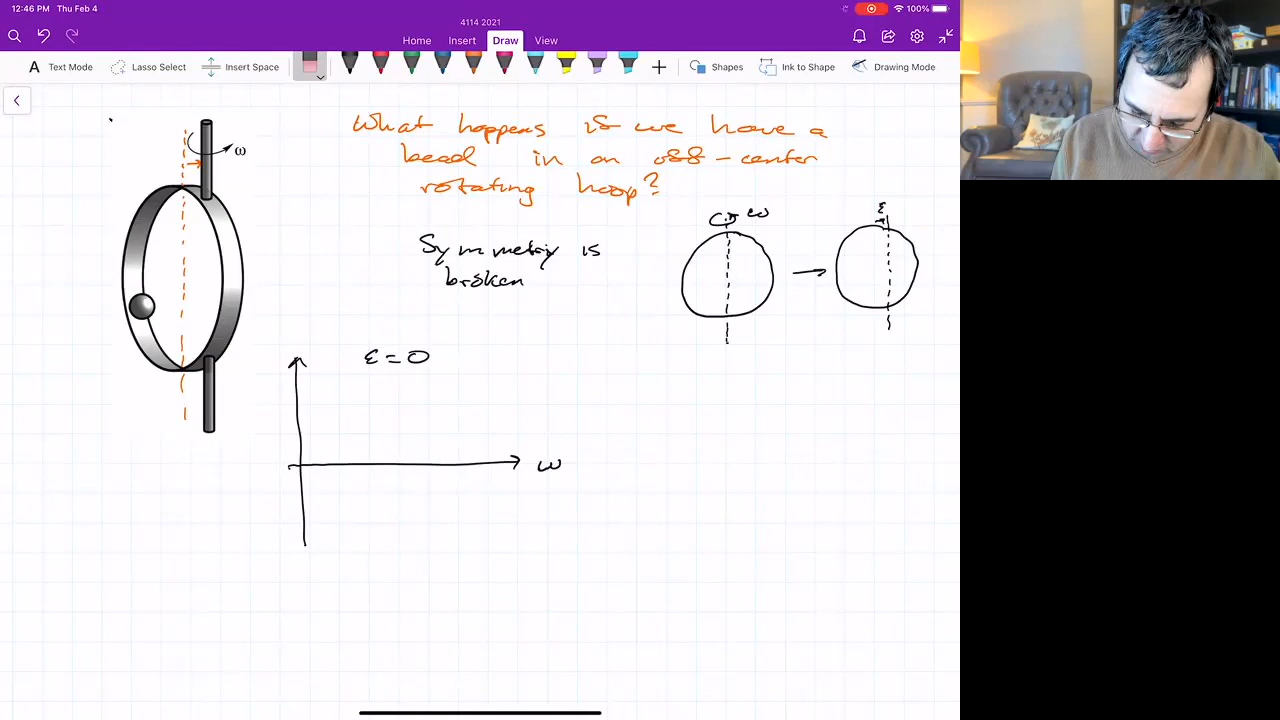 12:46 PM Thu Feb 4
100%
4114 2021
Home Insert Draw View
Text Mode Lasso Select Insert Space Shapes Ink to Shape Drawing Mode
What happens if we have a
bead in an off-center
rotating hoop?
ω
Symmetry is
broken
ω
ε
ε = 0
ω